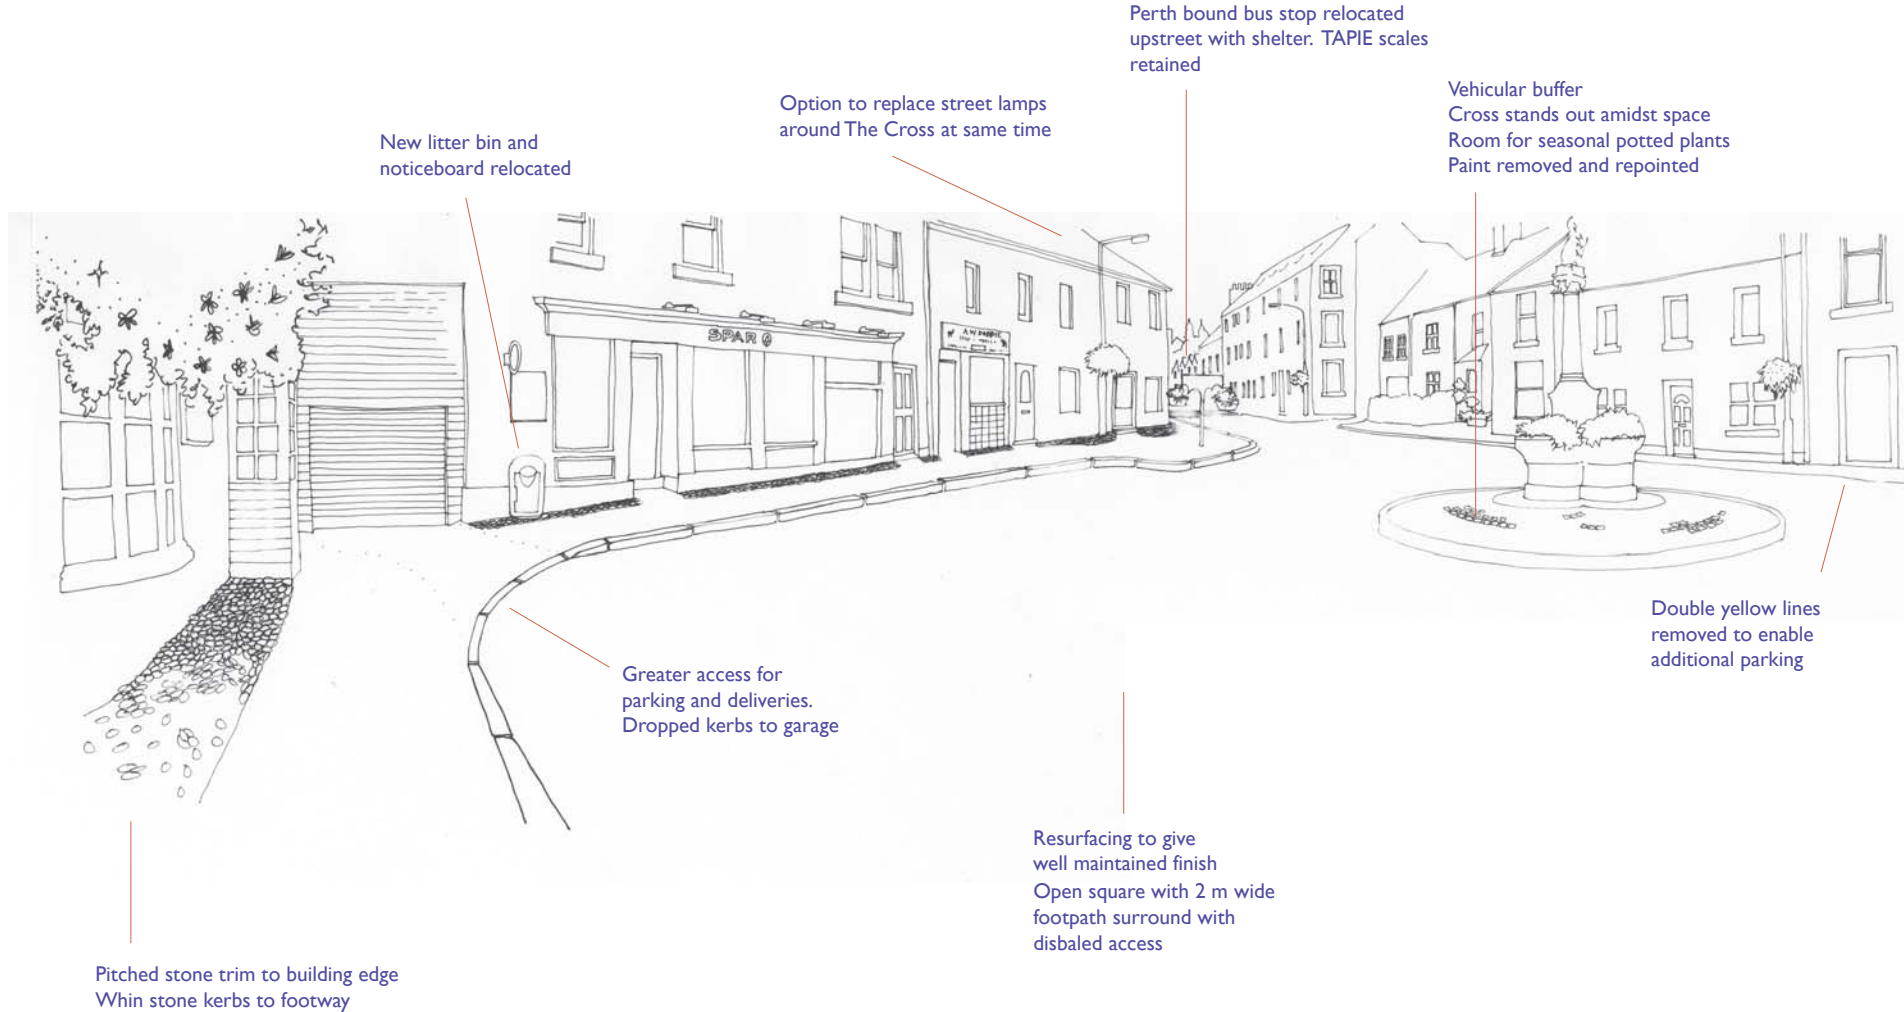 Perth bound bus stop relocated
upstreet with shelter. TAPIE scales
retained
Vehicular buffer
Cross stands out amidst space
Room for seasonal potted plants
Paint removed and repointed
Option to replace street lamps
around The Cross at same time
New litter bin and
noticeboard relocated
SPAR
Double yellow lines
removed to enable
additional parking
Greater access for
parking and deliveries.
Dropped kerbs to garage
Resurfacing to give
well maintained finish
Open square with 2 m wide
footpath surround with
disbaled access
Pitched stone trim to building edge
Whin stone kerbs to footway